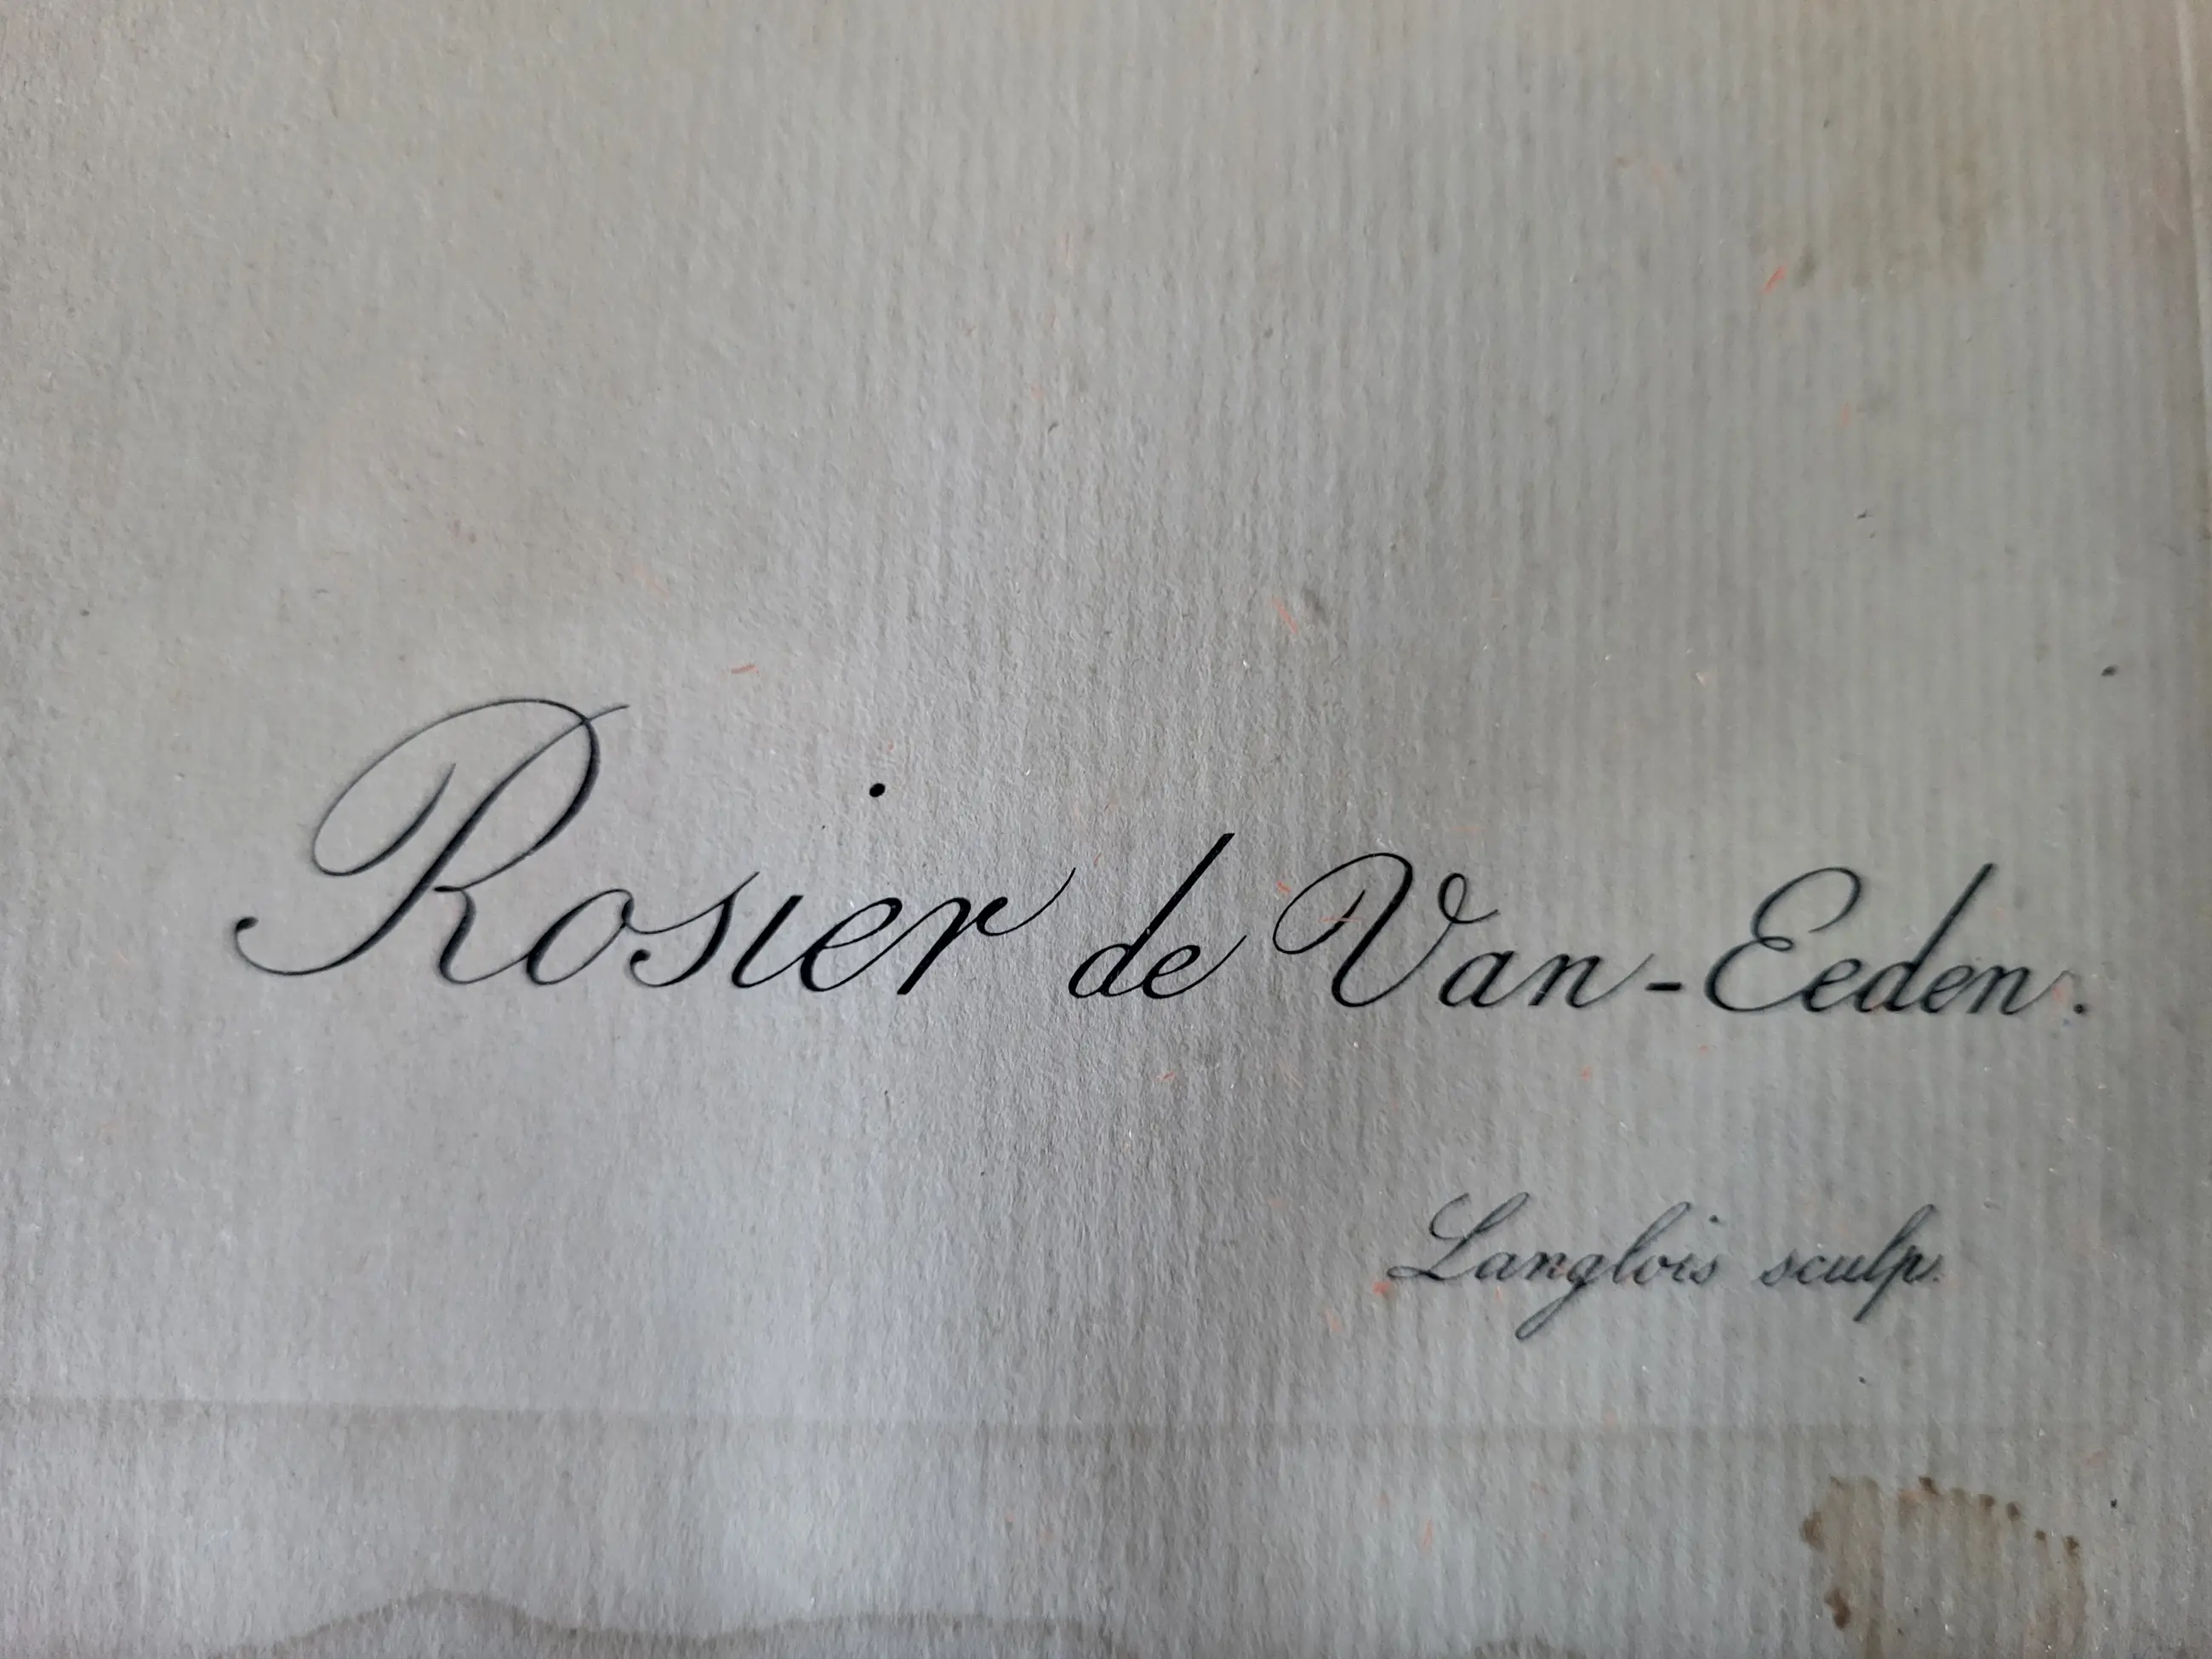 Rosier de Van-Eeden.
Langlois sculp.